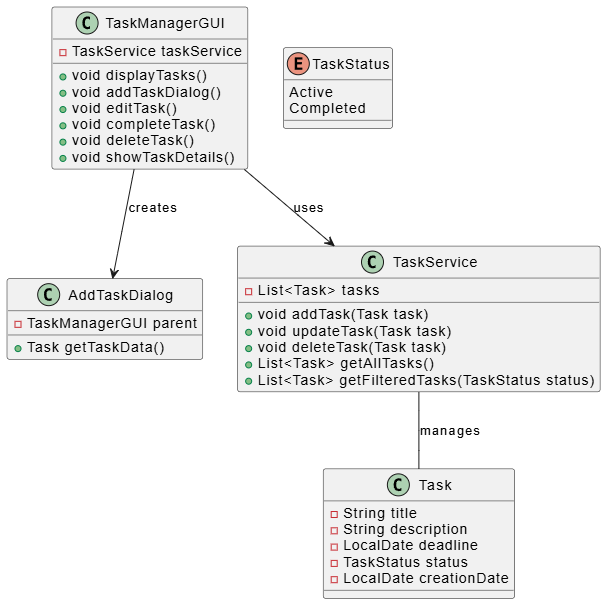 C TaskManagerGUI
TaskService taskService
void displayTasks()
void addTaskDialog()
void editTask()
void completeTask()
void deleteTask()
void showTaskDetails()
E TaskStatus
Active
Completed
creates
uses
C AddTaskDialog
TaskManagerGUI parent
Task getTaskData()
C TaskService
List<Task> tasks
void addTask(Task task)
void updateTask(Task task)
void deleteTask(Task task)
List<Task> getAllTasks()
List<Task> getFilteredTasks(TaskStatus status)
manages
C Task
String title
String description
LocalDate deadline
TaskStatus status
LocalDate creationDate